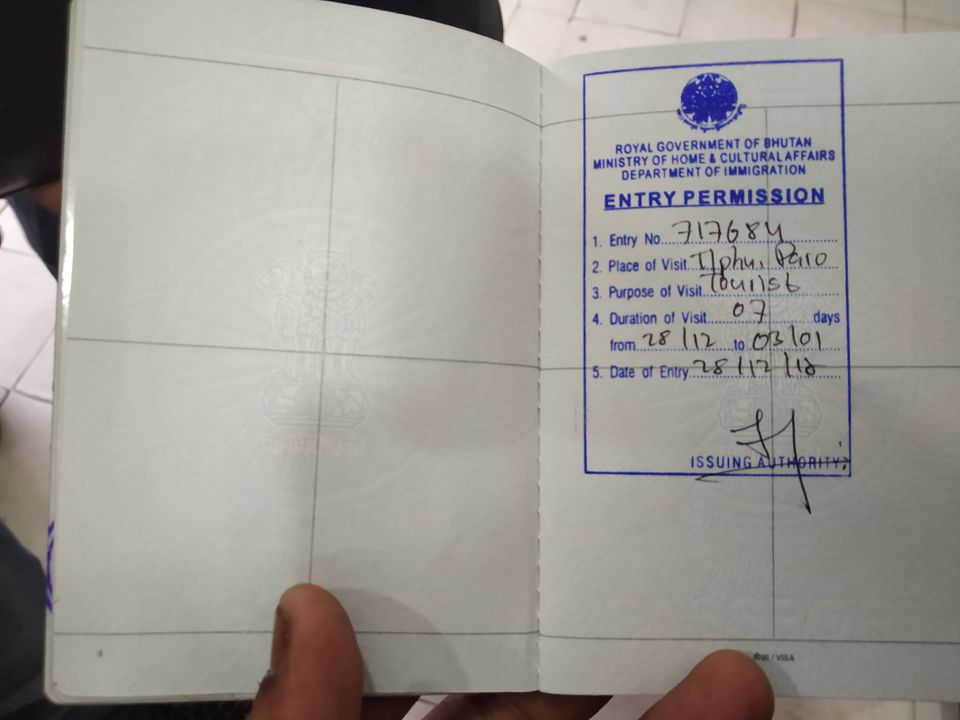 ROYAL GOVERNMENT OF BHUTAN
MINISTRY OF HOME & CULTURAL AFFAIRS
DEPARTMENT OF IMMIGRATION
ENTRY PERMISSION
1. Entry No. 717684
2. Place of Visit T/phu, Paro
3. Purpose of Visit Tourist
4. Duration of Visit 07 days
from 28/12 to 03/01
5. Date of Entry 28/12/18
ISSUING AUTHORITY
4
वीज़ा / VISA